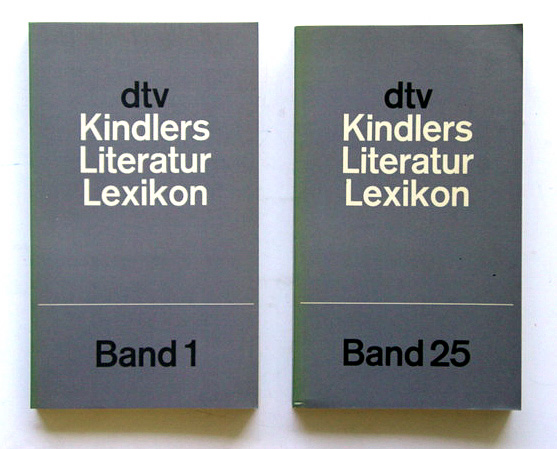 dtv
Kindlers
Literatur
Lexikon
Band 1
dtv
Kindlers
Literatur
Lexikon
Band 25